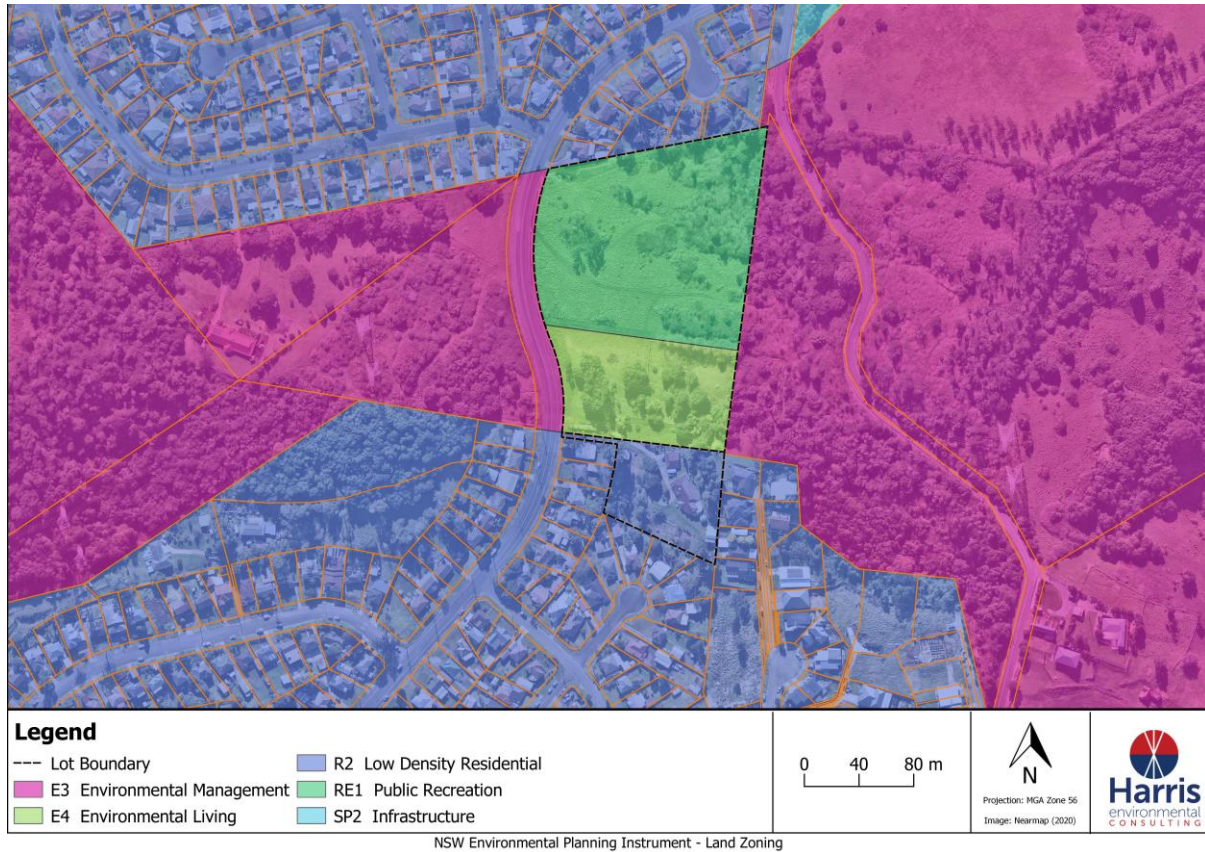 Legend
Lot Boundary
E3 Environmental Management
E4 Environmental Living
R2 Low Density Residential
RE1 Public Recreation
SP2 Infrastructure
0 40 80 m
N
Projection: MGA Zone 56
Image: Nearmap (2020)
Harris
environmental
CONSULTING
NSW Environmental Planning Instrument - Land Zoning